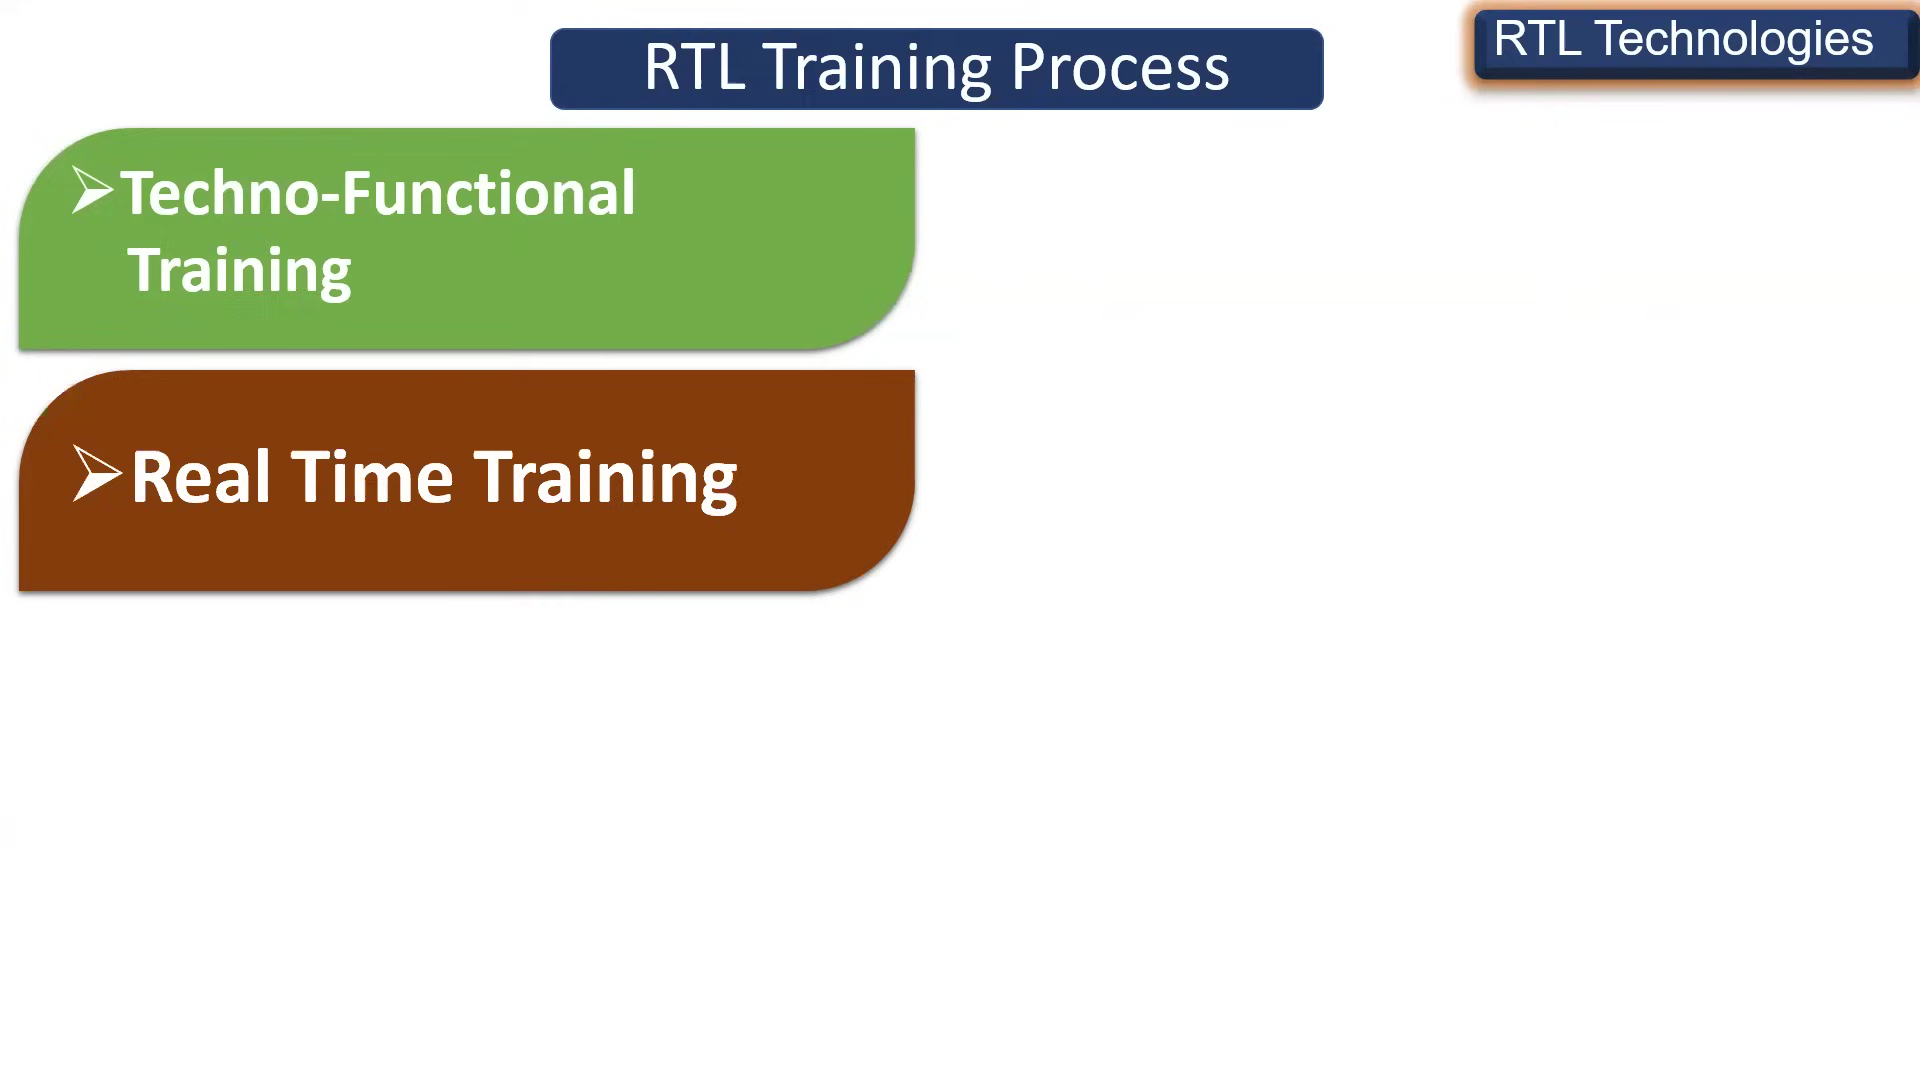 RTL Training Process
RTL Technologies
➢Techno-Functional
Training
➢Real Time Training